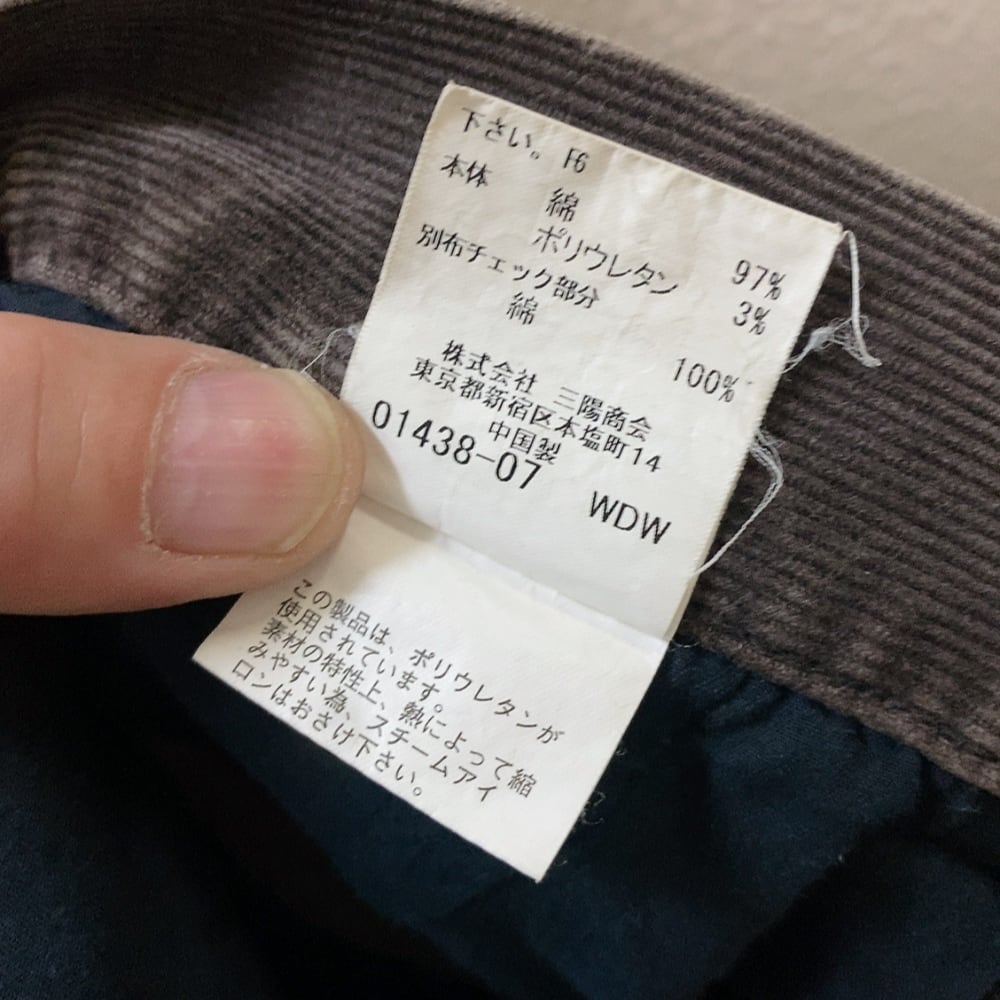 下さい。 F6
本体
綿 97%
ポリウレタン 3%
別布チェック部分
綿 100%
株式会社 三陽商会
東京都新宿区本塩町14
中国製
01438-07 WDW
この製品は、ポリウレタンが
使用されています。
素材の特性上、熱によって縮
みやすい為、スチームアイ
ロンはおさけ下さい。